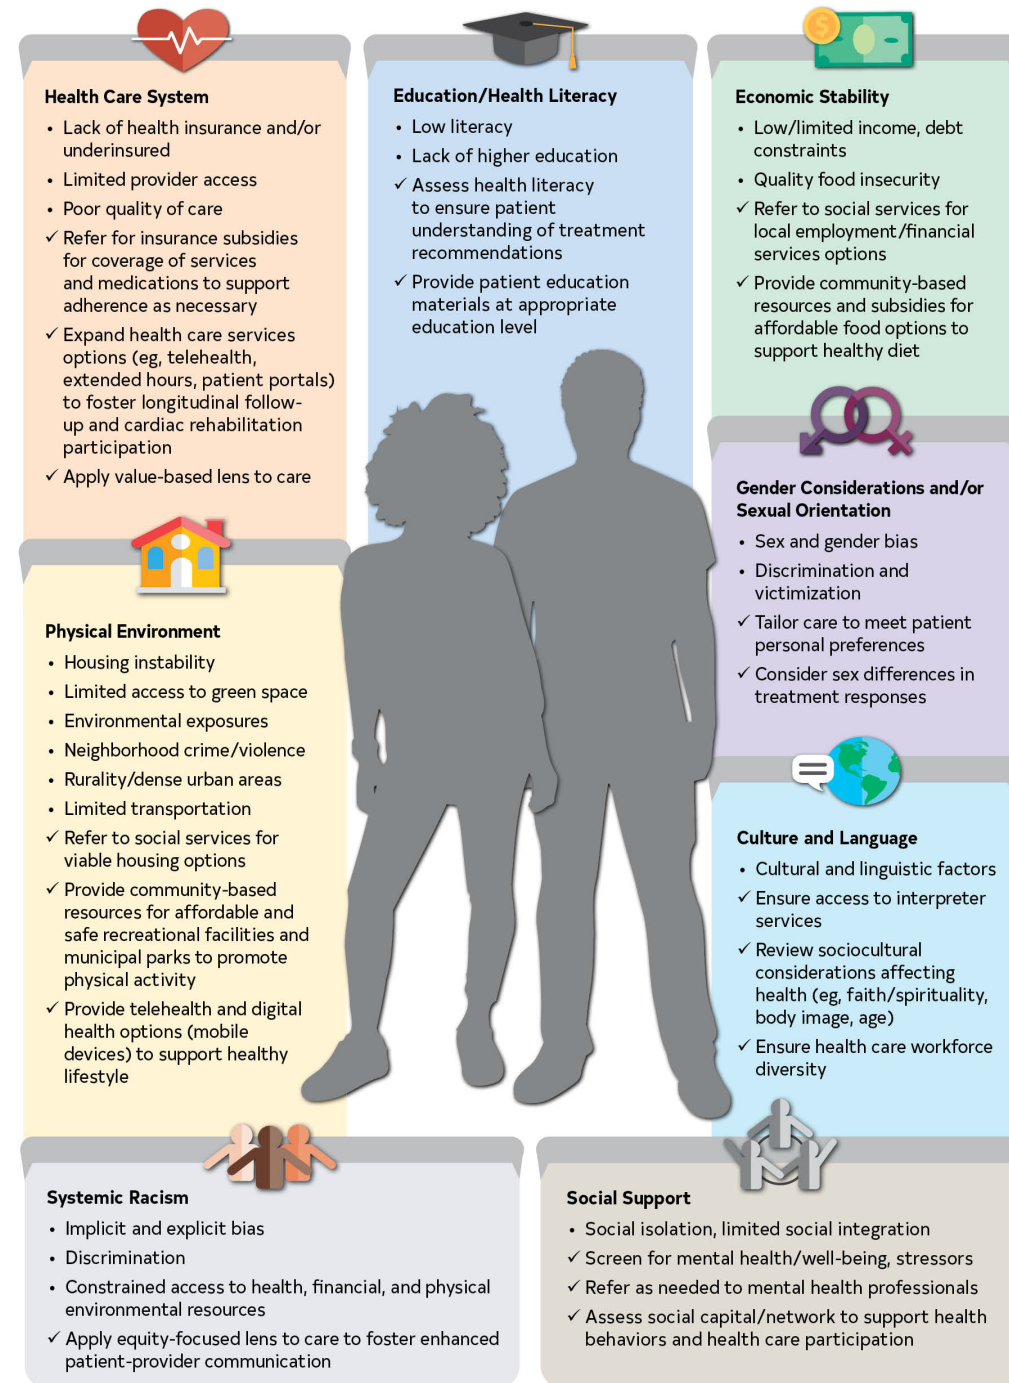 Health Care System
• Lack of health insurance and/or
underinsured
• Limited provider access
• Poor quality of care
✓ Refer for insurance subsidies
for coverage of services
and medications to support
adherence as necessary
✓ Expand health care services
options (eg, telehealth,
extended hours, patient portals)
to foster longitudinal follow-
up and cardiac rehabilitation
participation
✓ Apply value-based lens to care
Education/Health Literacy
• Low literacy
• Lack of higher education
✓ Assess health literacy
to ensure patient
understanding of treatment
recommendations
✓ Provide patient education
materials at appropriate
education level
$
Economic Stability
• Low/limited income, debt
constraints
• Quality food insecurity
✓ Refer to social services for
local employment/financial
services options
✓ Provide community-based
resources and subsidies for
affordable food options to
support healthy diet
Gender Considerations and/or
Sexual Orientation
• Sex and gender bias
• Discrimination and
victimization
✓ Tailor care to meet patient
personal preferences
✓ Consider sex differences in
treatment responses
Physical Environment
• Housing instability
• Limited access to green space
• Environmental exposures
• Neighborhood crime/violence
• Rurality/dense urban areas
• Limited transportation
✓ Refer to social services for
viable housing options
✓ Provide community-based
resources for affordable and
safe recreational facilities and
municipal parks to promote
physical activity
✓ Provide telehealth and digital
health options (mobile
devices) to support healthy
lifestyle
Culture and Language
• Cultural and linguistic factors
✓ Ensure access to interpreter
services
✓ Review sociocultural
considerations affecting
health (eg, faith/spirituality,
body image, age)
✓ Ensure health care workforce
diversity
Systemic Racism
• Implicit and explicit bias
• Discrimination
• Constrained access to health, financial, and physical
environmental resources
✓ Apply equity-focused lens to care to foster enhanced
patient-provider communication
Social Support
• Social isolation, limited social integration
✓ Screen for mental health/well-being, stressors
✓ Refer as needed to mental health professionals
✓ Assess social capital/network to support health
behaviors and health care participation